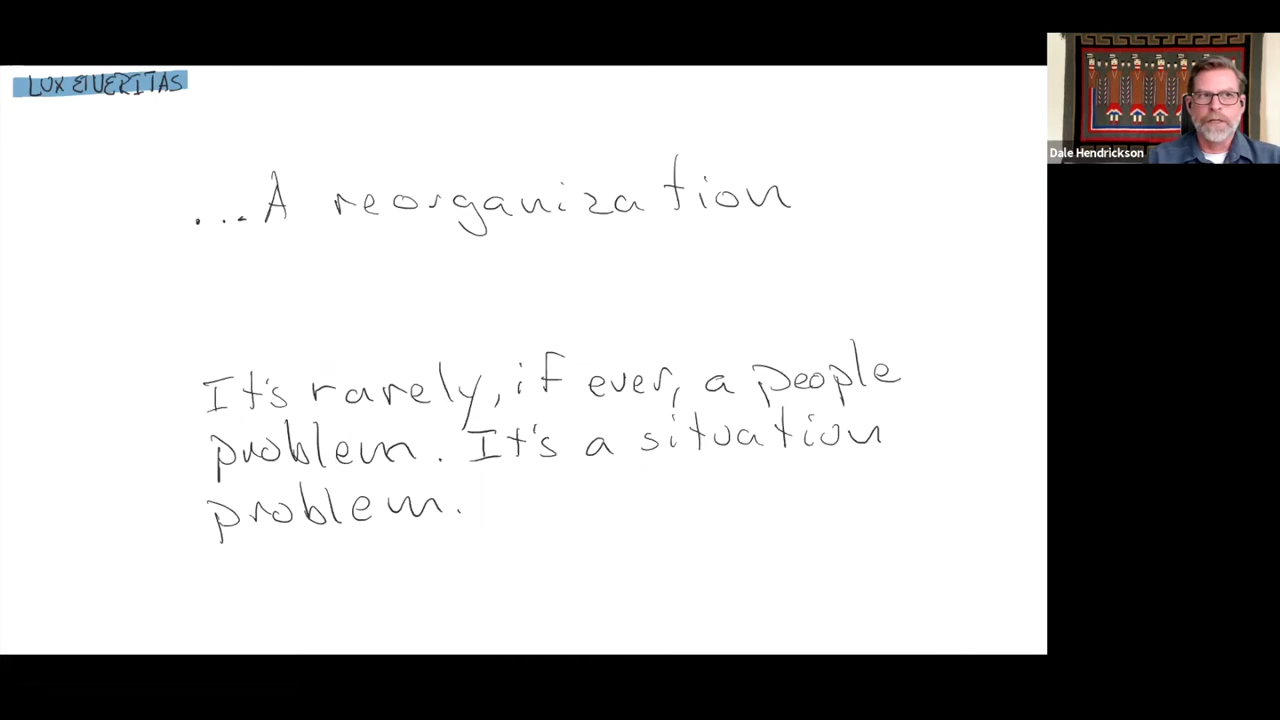 LUX ET VERITAS
Dale Hendrickson
...A reorganization
It's rarely, if ever, a people
problem. It's a situation
problem.